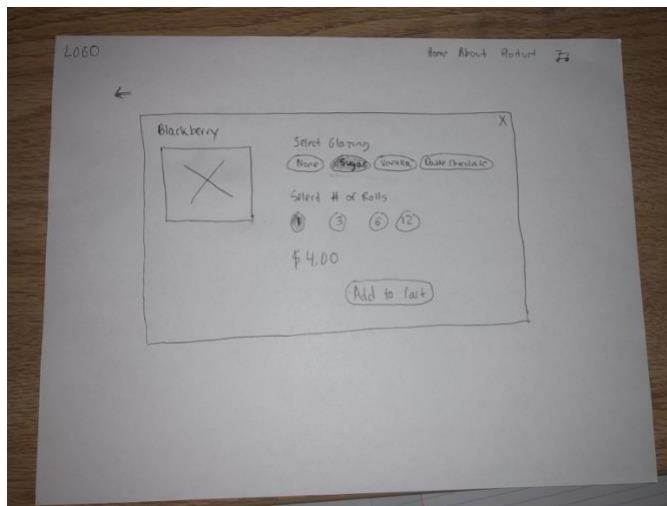 LOGO
Home About Product
X
Blackberry
Select Glazing
None Sugar Vanilla Double Chocolate
Select # of Rolls
1 3 6 12
$4.00
Add to Cart